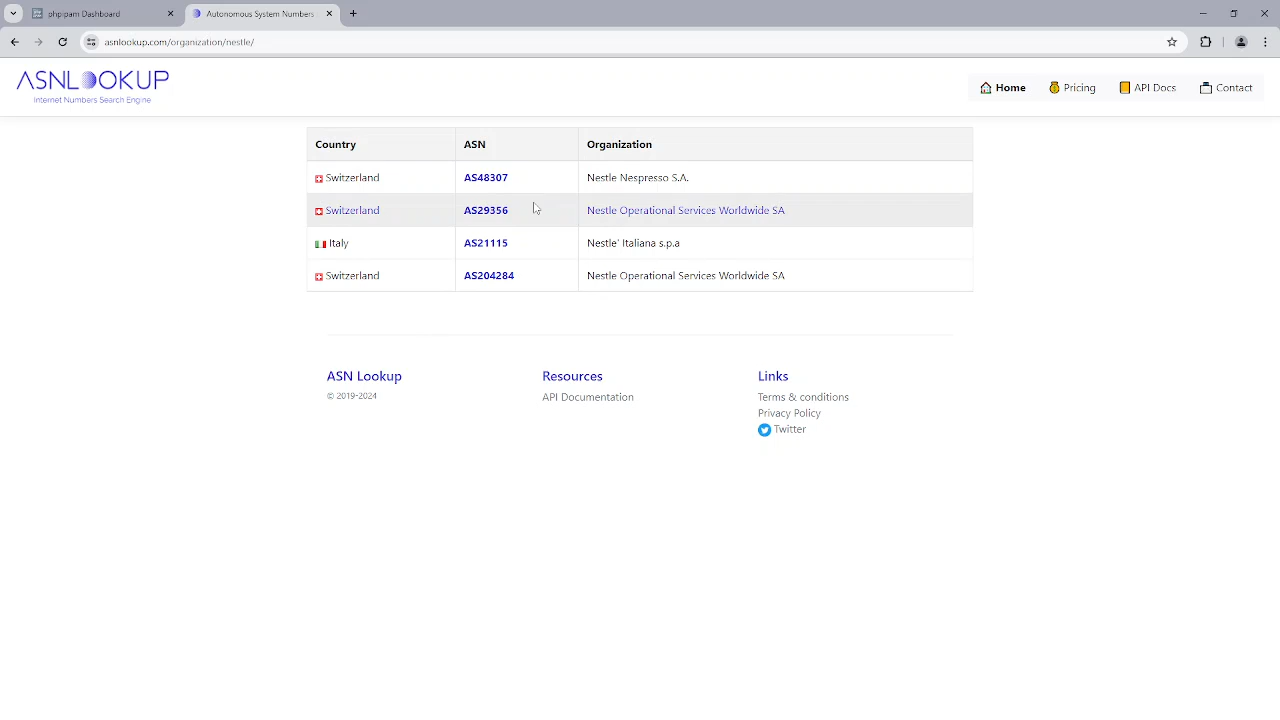 phpipam Dashboard
Autonomous System Numbers
asnlookup.com/organization/nestle/
ASNLOOKUP
Internet Numbers Search Engine
Home Pricing API Docs Contact
Country ASN Organization
Switzerland AS48307 Nestle Nespresso S.A.
Switzerland AS29356 Nestle Operational Services Worldwide SA
Italy AS21115 Nestle' Italiana s.p.a
Switzerland AS204284 Nestle Operational Services Worldwide SA
ASN Lookup
© 2019-2024
Resources
API Documentation
Links
Terms & conditions
Privacy Policy
Twitter